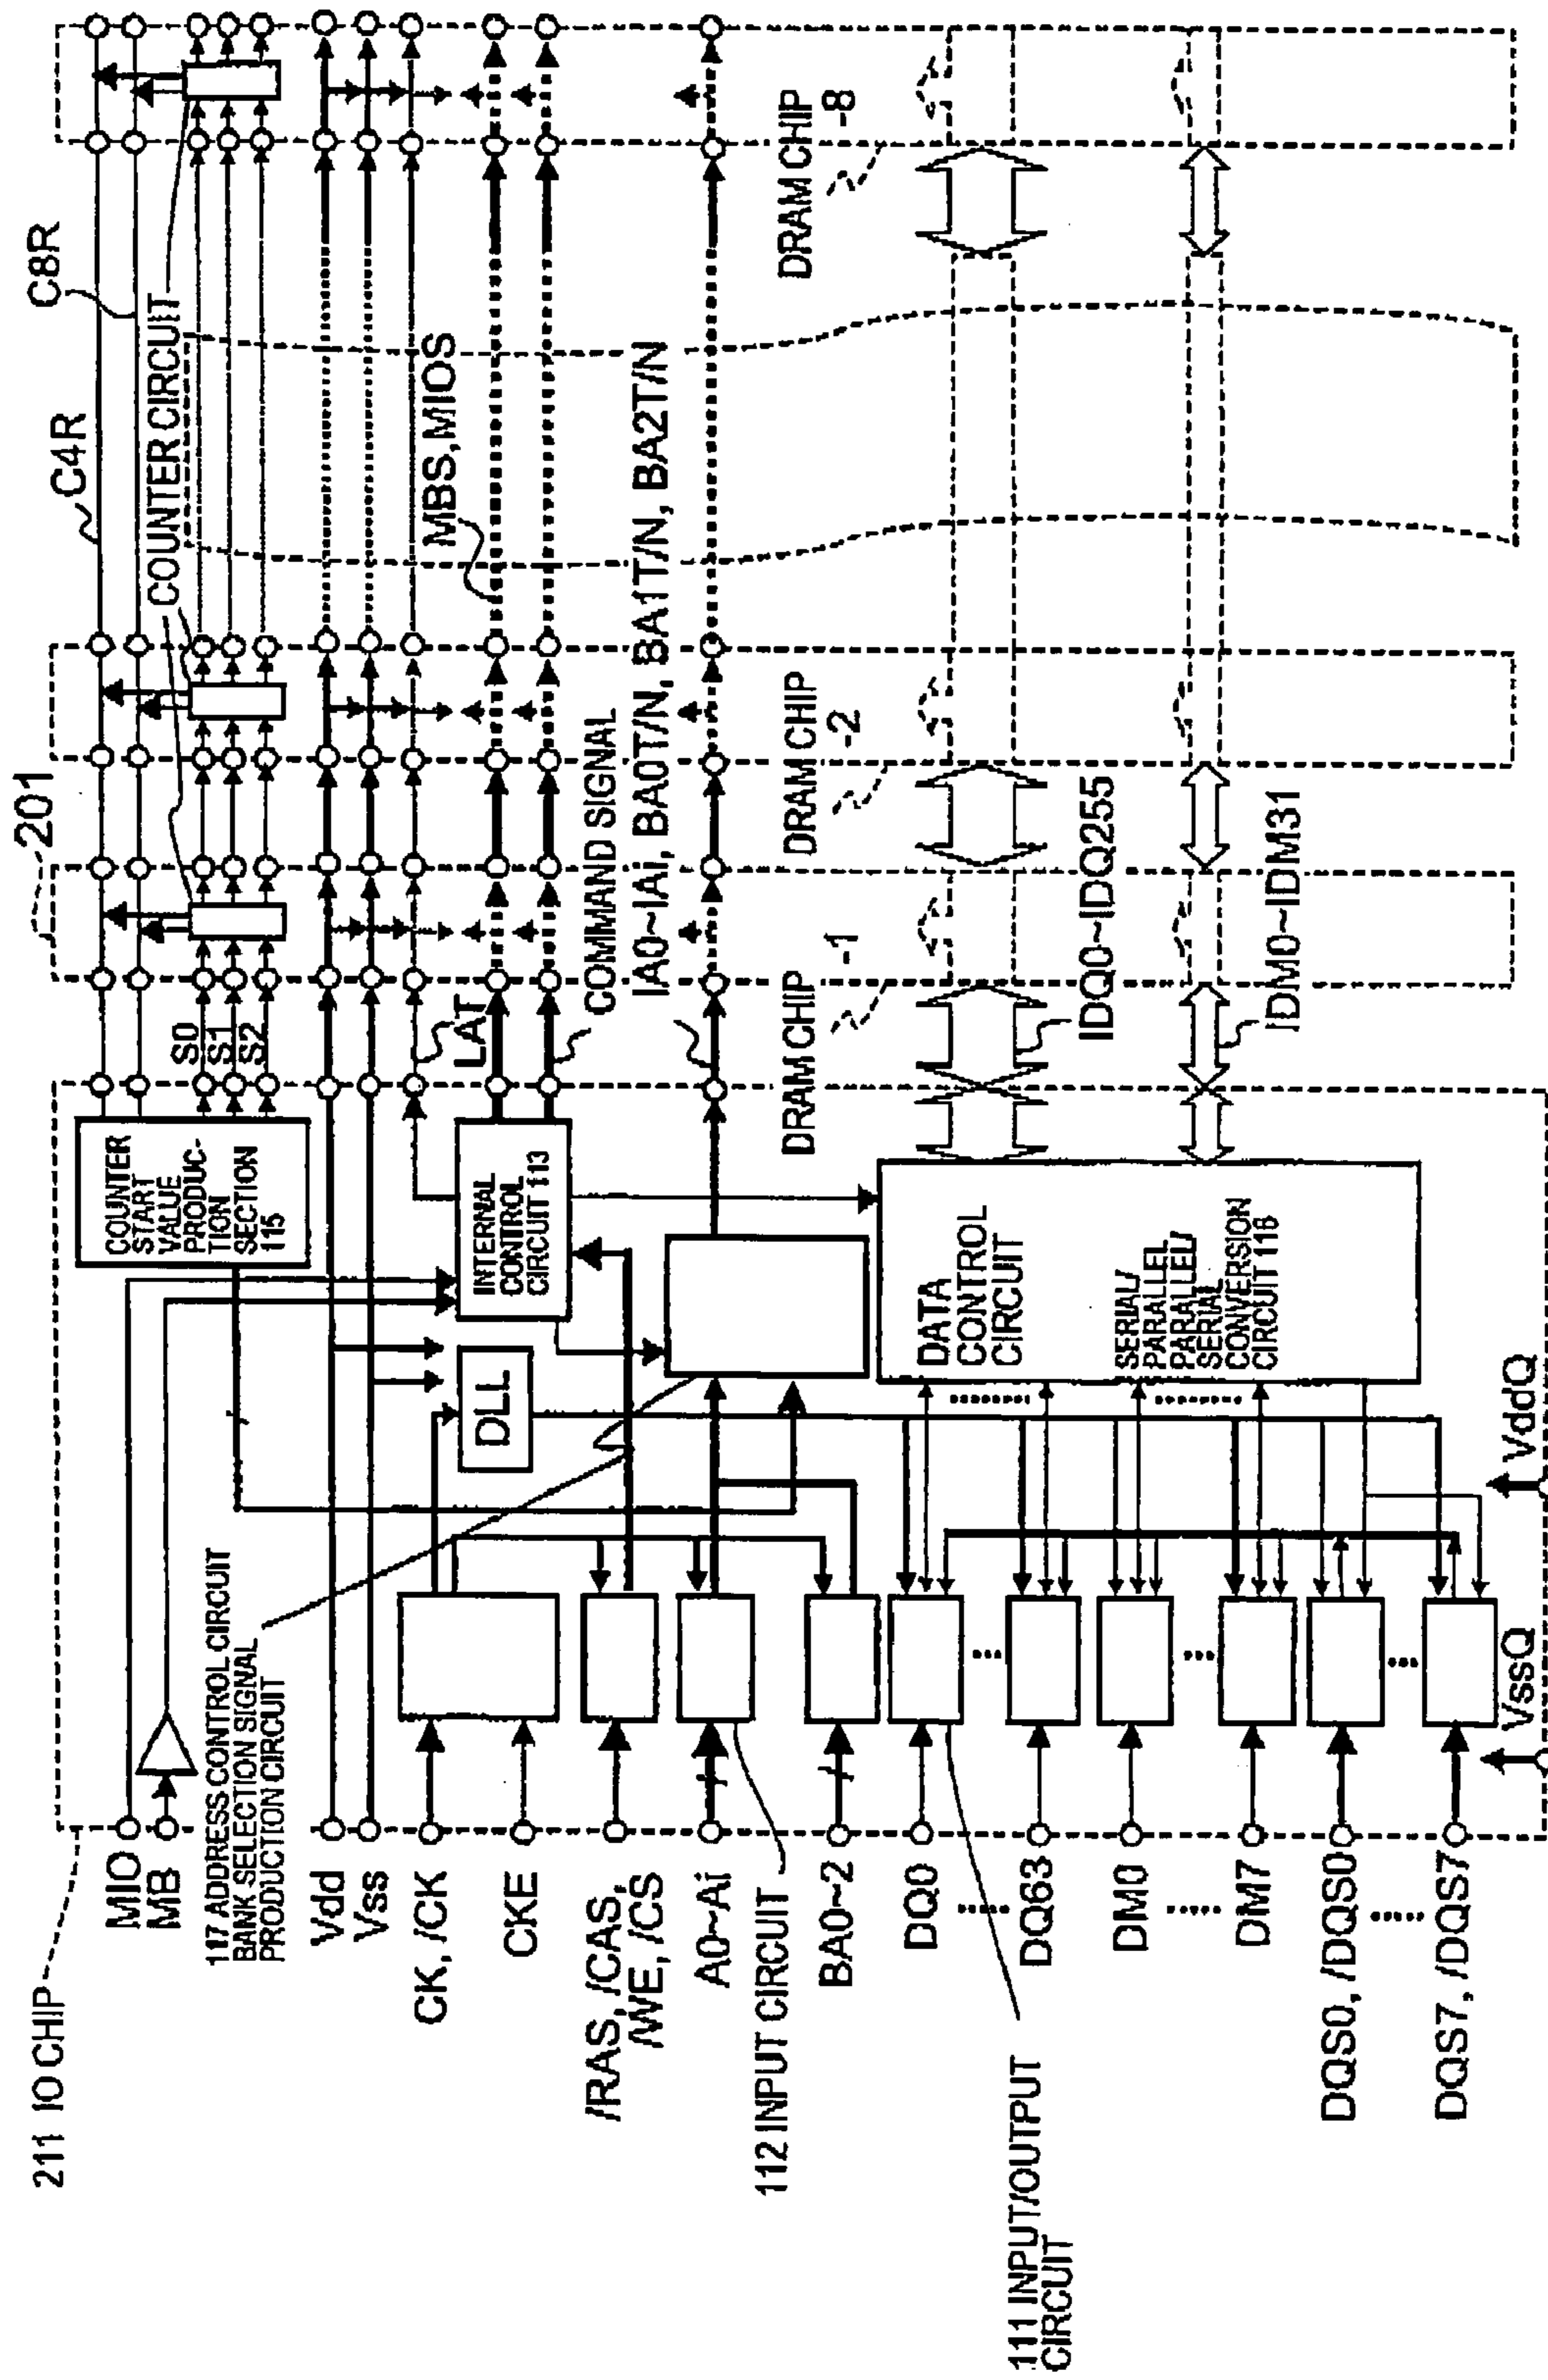 211 IO CHIP
MIO
MB
117 ADDRESS CONTROL CIRCUIT
BANK SELECTION SIGNAL
PRODUCTION CIRCUIT
Vdd
Vss
CK, /CK
CKE
/RAS, /CAS,
/WE, /CS
A0~Ai
112 INPUT CIRCUIT
BA0~2
DQ0
DQ63
DM0
DM7
DQS0, /DQS0
DQS7, /DQS7
111 INPUT/OUTPUT
CIRCUIT
VssQ
VddQ
COUNTER
START
VALUE
PRODUC-
TION
SECTION
115
DLL
INTERNAL
CONTROL
CIRCUIT 113
DATA
CONTROL
CIRCUIT
SERIAL/
PARALLEL
PARALLEL/
SERIAL
CONVERSION
CIRCUIT 116
S0
S1
S2
LAT
201
C4R
C8R
COUNTER CIRCUIT
MBS,MIOS
COMMAND SIGNAL
IA0~IAi, BA0T/N, BA1T/N, BA2T/N
DRAM CHIP
-1
DRAM CHIP
-2
DRAM CHIP
-8
IDQ0~IDQ255
IDM0~IDM31